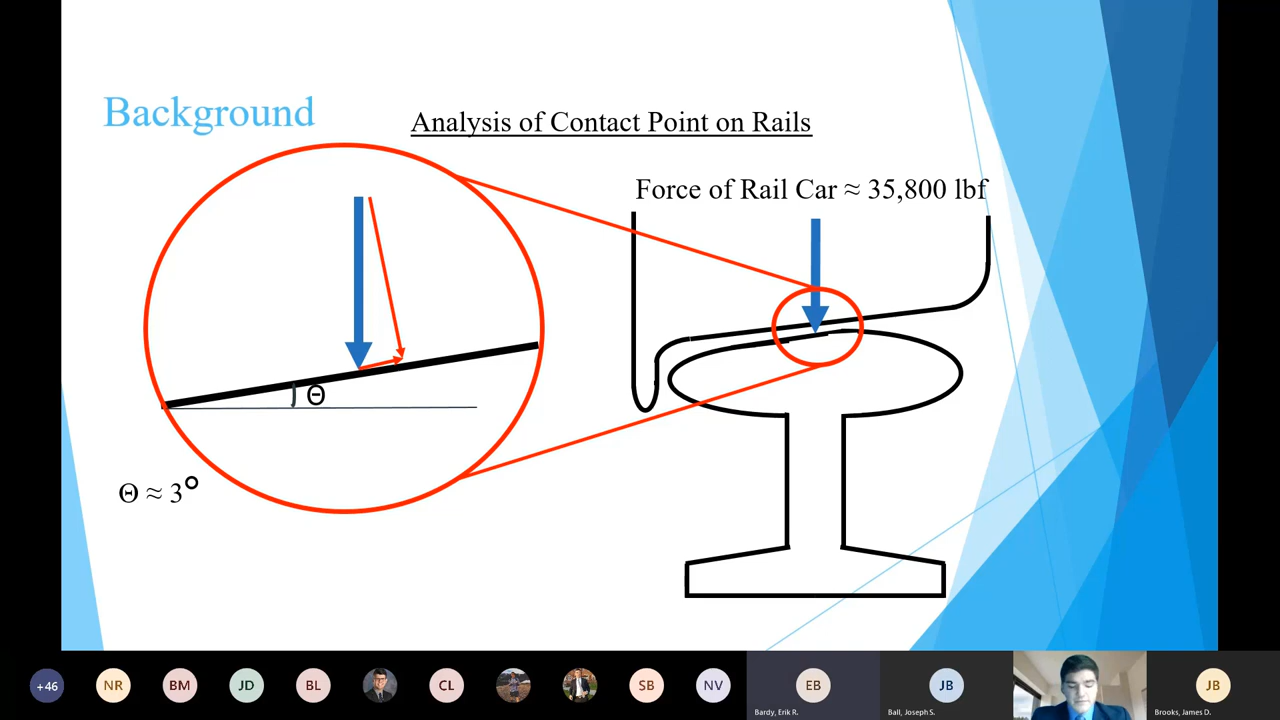 Background
Analysis of Contact Point on Rails
Force of Rail Car ≈ 35,800 lbf
Θ
Θ ≈ 3°
+46
NR
BM
JD
BL
CL
SB
NV
EB
JB
JB
Bardy, Erik R.
Ball, Joseph S.
Brooks, James D.